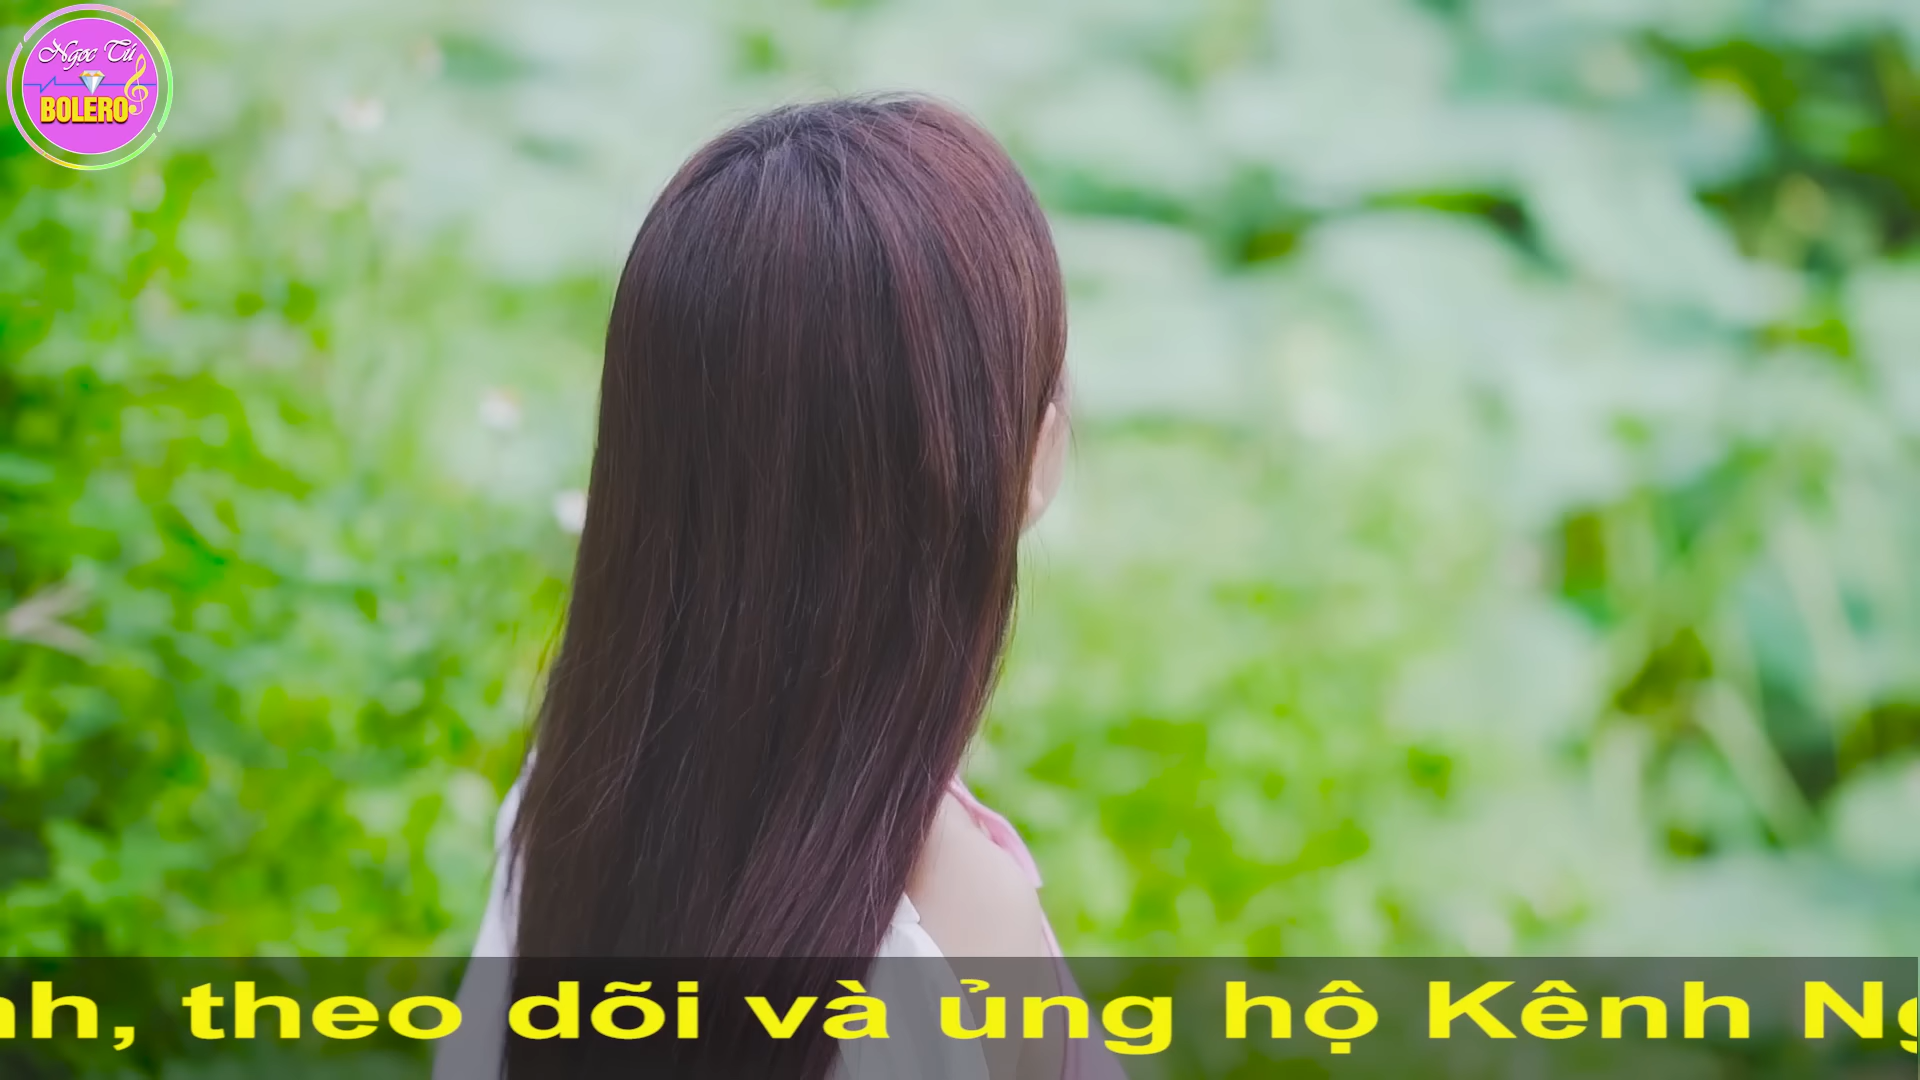 Ngọc Tú
BOLERO
nh, theo dõi và ủng hộ Kênh Ng